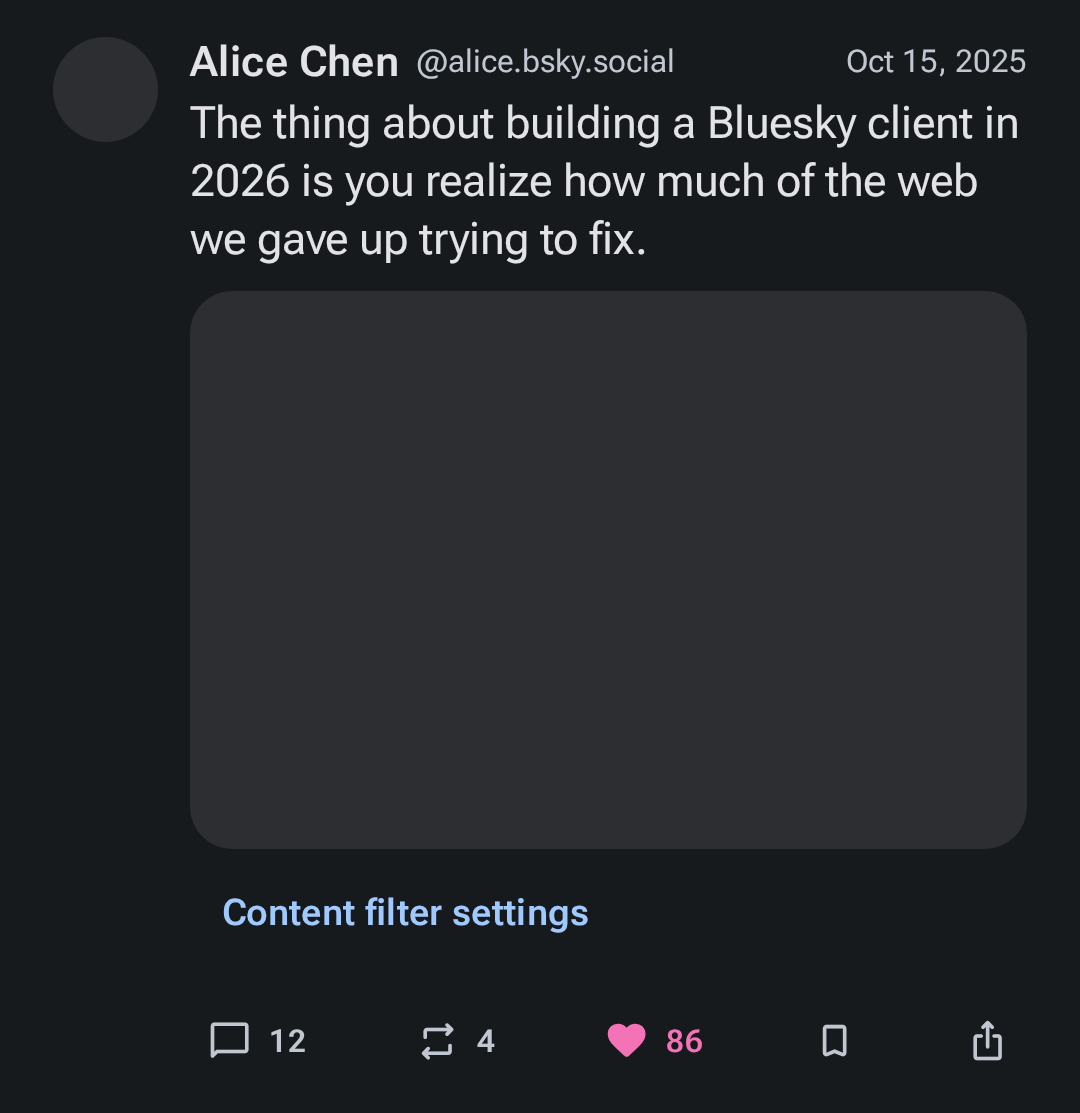 Alice Chen @alice.bsky.social Oct 15, 2025
The thing about building a Bluesky client in
2026 is you realize how much of the web
we gave up trying to fix.
Content filter settings
12 4 86